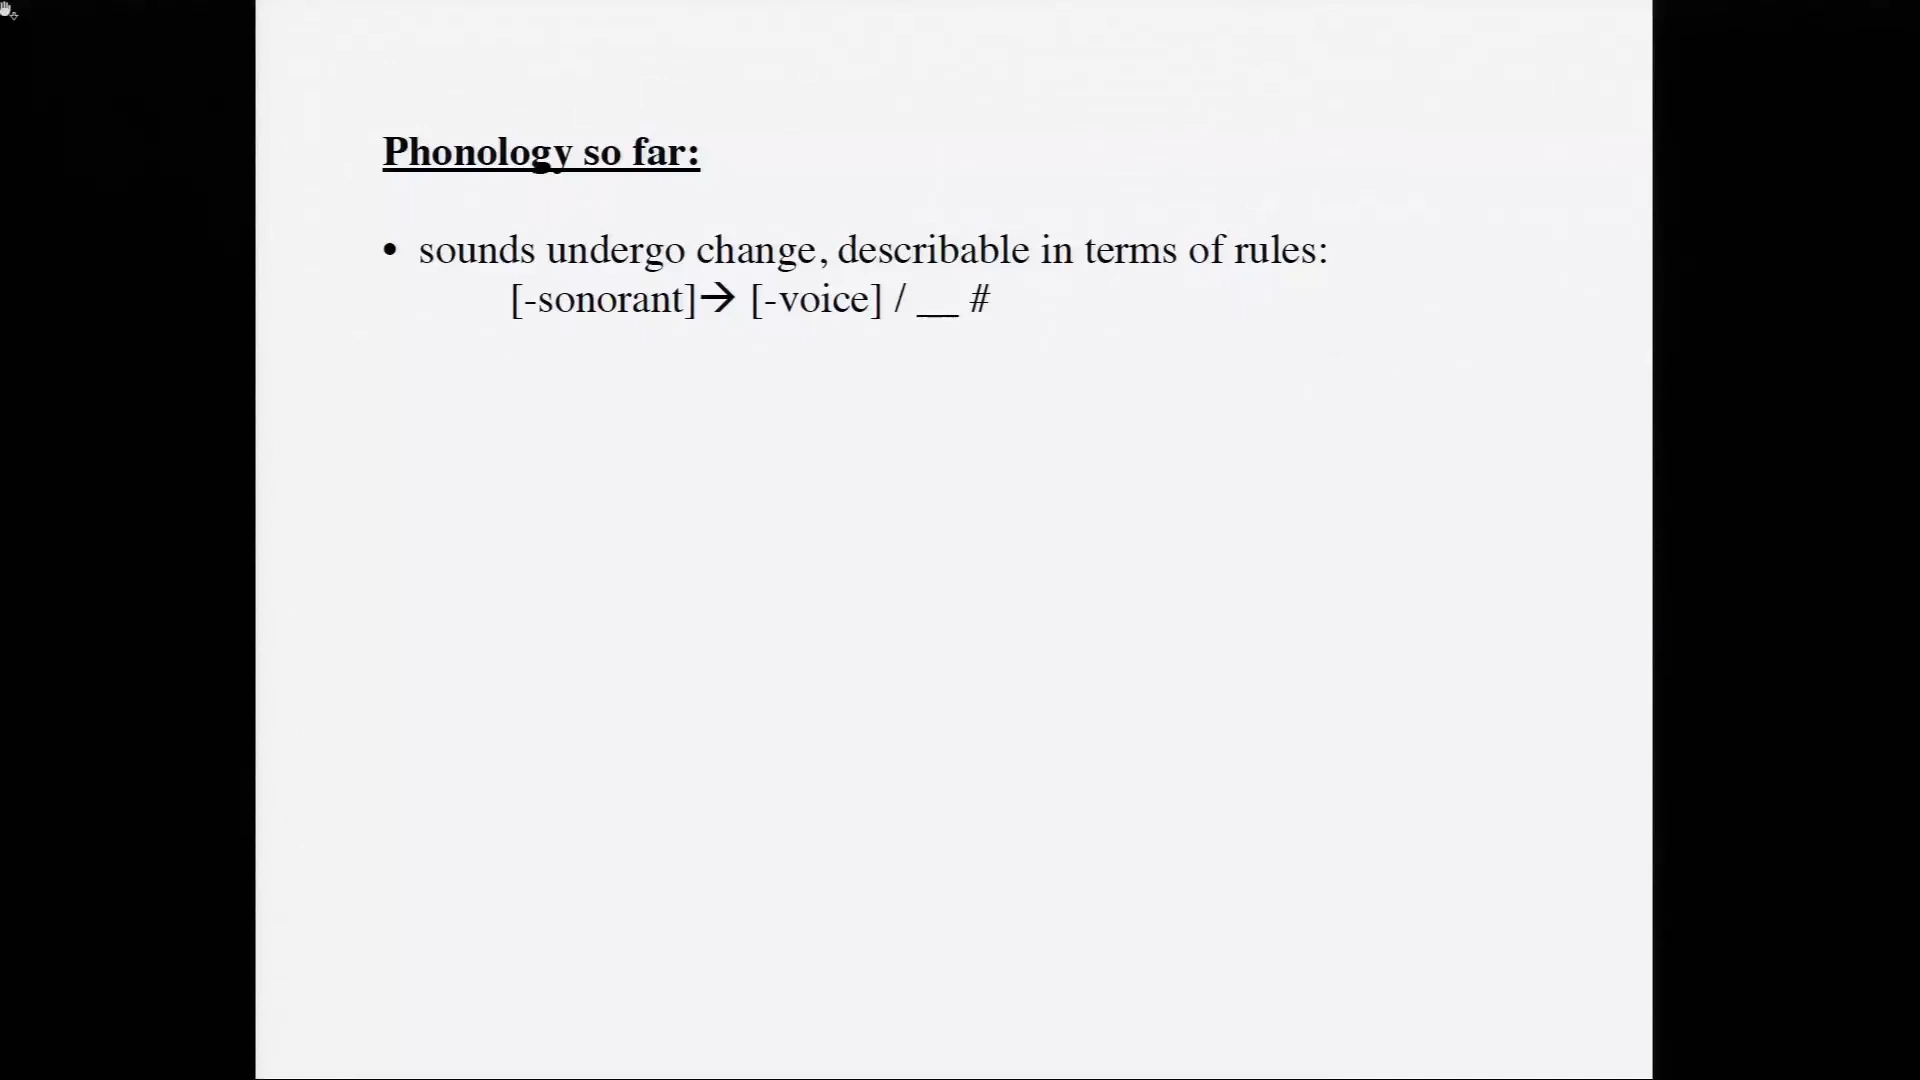 Phonology so far:
• sounds undergo change, describable in terms of rules:
[-sonorant]→ [-voice] / __ #